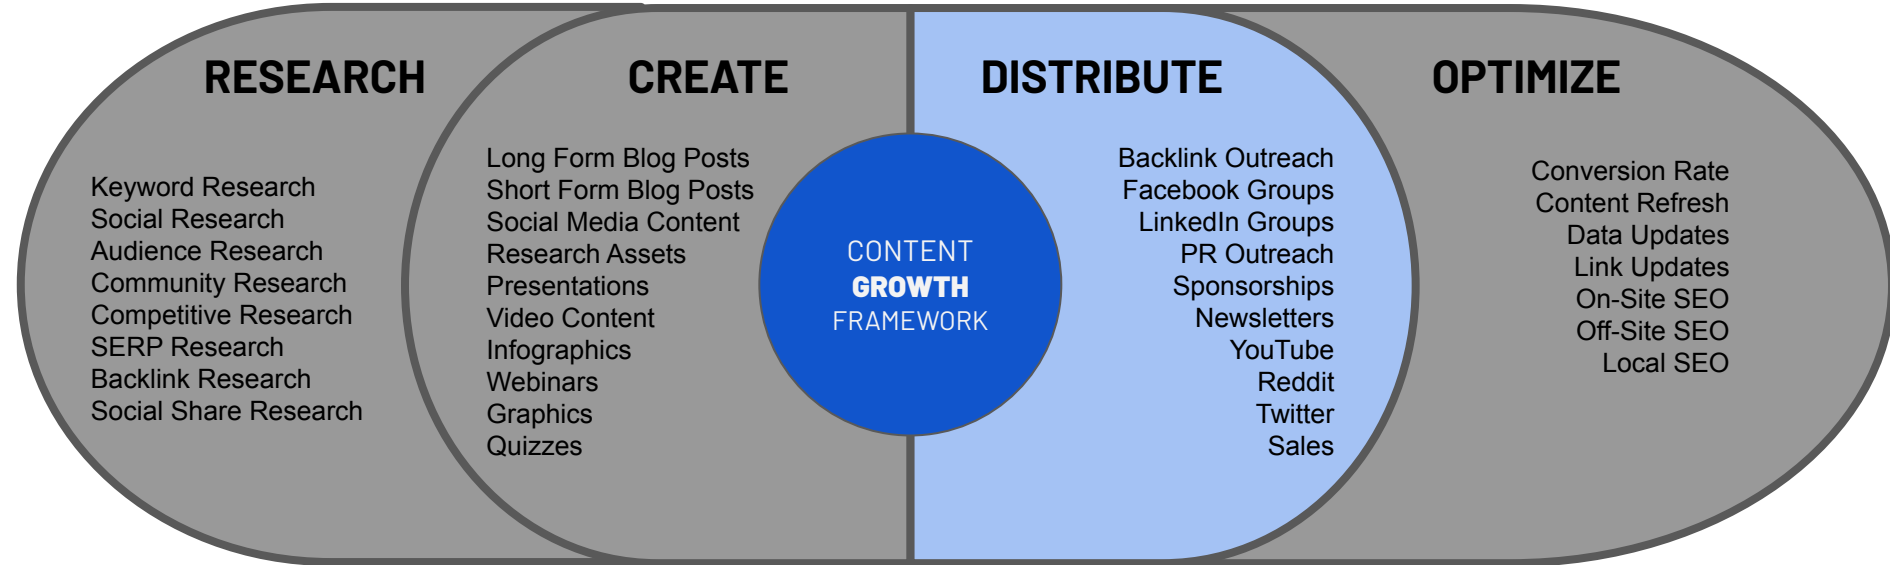 RESEARCH
Keyword Research
Social Research
Audience Research
Community Research
Competitive Research
SERP Research
Backlink Research
Social Share Research
CREATE
Long Form Blog Posts
Short Form Blog Posts
Social Media Content
Research Assets
Presentations
Video Content
Infographics
Webinars
Graphics
Quizzes
CONTENT
GROWTH
FRAMEWORK
DISTRIBUTE
Backlink Outreach
Facebook Groups
LinkedIn Groups
PR Outreach
Sponsorships
Newsletters
YouTube
Reddit
Twitter
Sales
OPTIMIZE
Conversion Rate
Content Refresh
Data Updates
Link Updates
On-Site SEO
Off-Site SEO
Local SEO